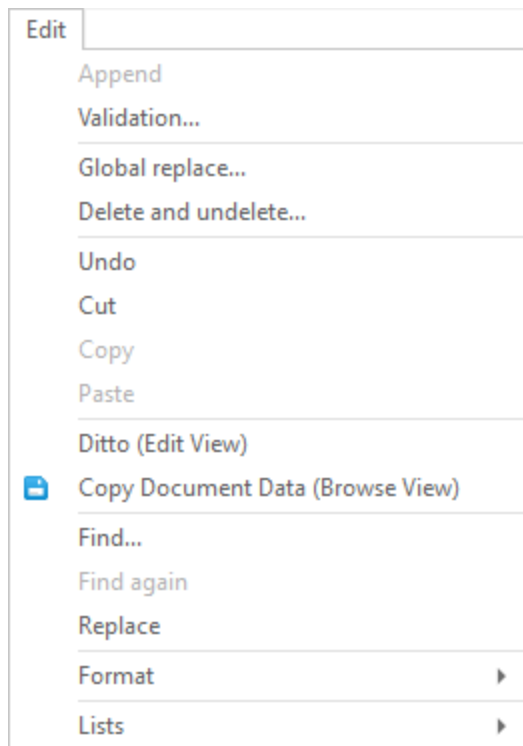 Edit
Append
Validation...
Global replace...
Delete and undelete...
Undo
Cut
Copy
Paste
Ditto (Edit View)
Copy Document Data (Browse View)
Find...
Find again
Replace
Format
Lists